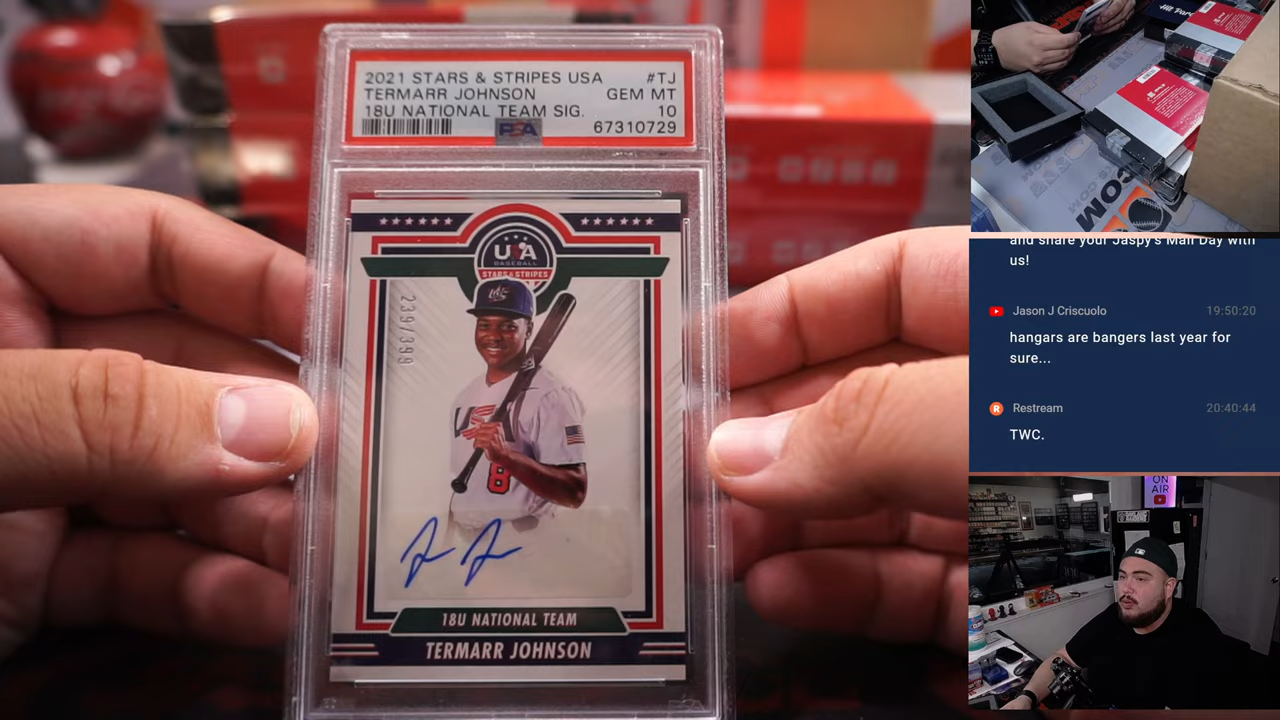 2021 STARS & STRIPES USA #TJ
TERMARR JOHNSON GEM MT
18U NATIONAL TEAM SIG. 10
PSA 67310729
USA
BASEBALL
STARS & STRIPES
239/399
8
18U NATIONAL TEAM
TERMARR JOHNSON
.COM
and share your Jaspy's Mail Day with
us!
Jason J Criscuolo 19:50:20
hangars are bangers last year for
sure...
R Restream 20:40:44
TWC.
ON
AIR